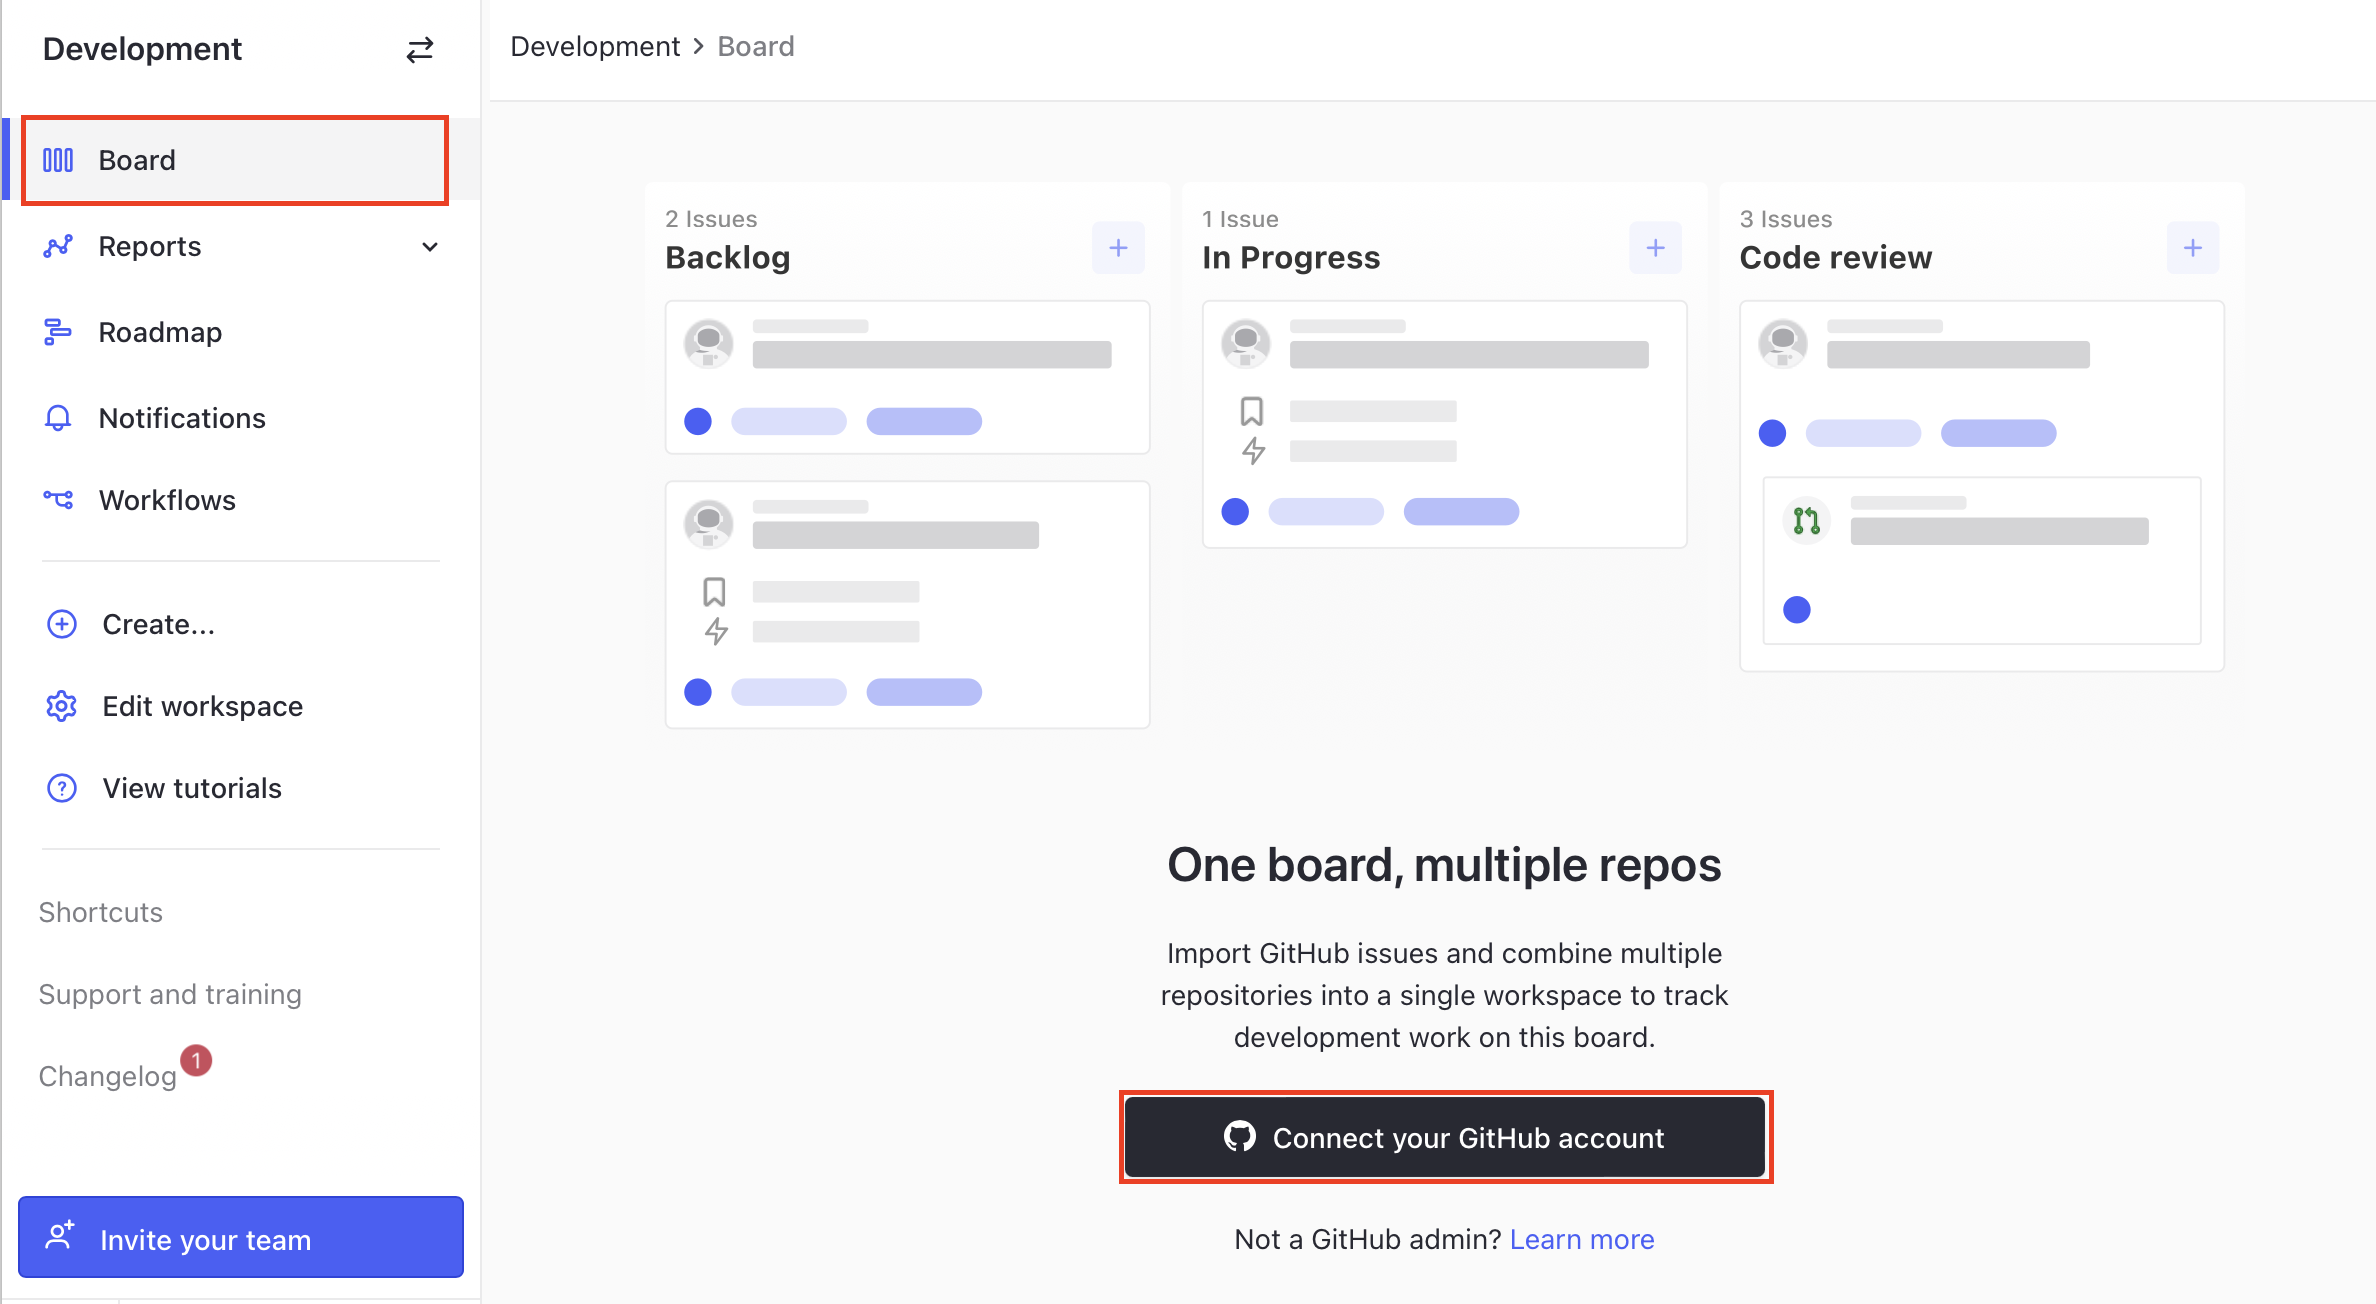 Development
Board
Reports
Roadmap
Notifications
Workflows
Create...
Edit workspace
View tutorials
Shortcuts
Support and training
Changelog
1
Invite your team
Development > Board
2 Issues
Backlog
1 Issue
In Progress
3 Issues
Code review
One board, multiple repos
Import GitHub issues and combine multiple
repositories into a single workspace to track
development work on this board.
Connect your GitHub account
Not a GitHub admin? Learn more